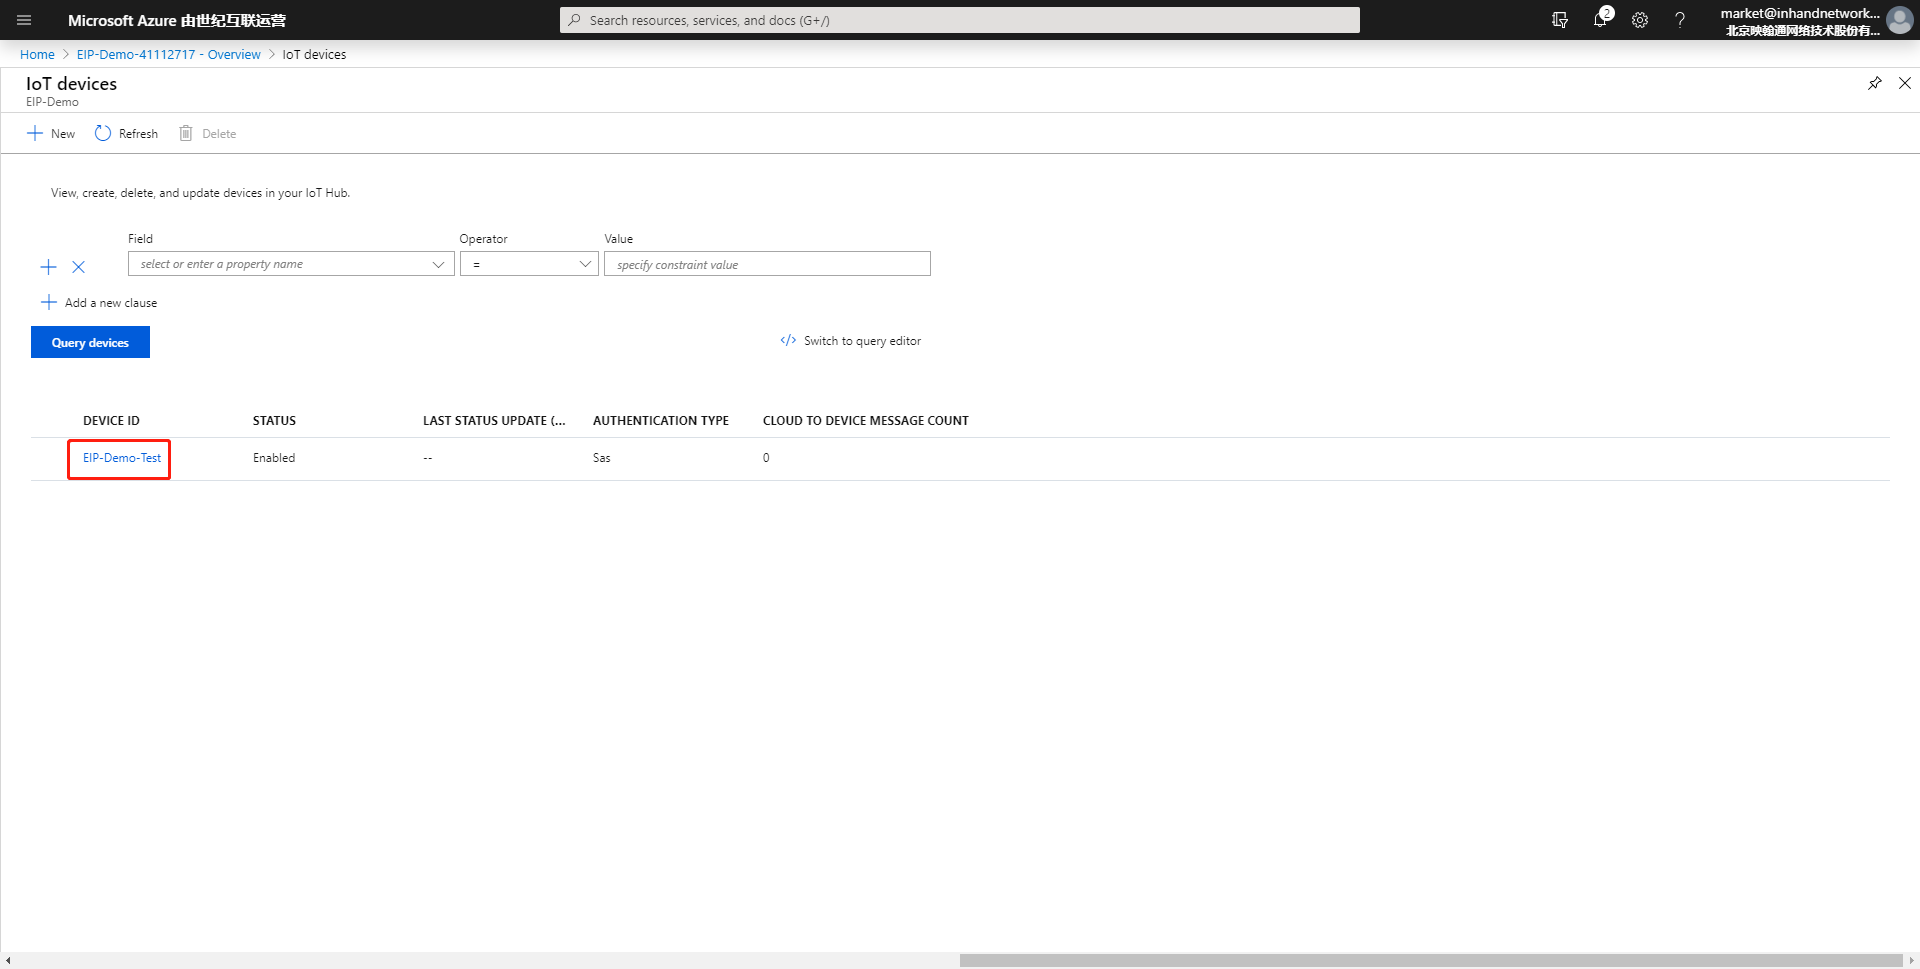 Microsoft Azure 由世纪互联运营
Search resources, services, and docs (G+/)
2
market@inhandnetwork...
北京映翰通网络技术股份有...
Home > EIP-Demo-41112717 - Overview > IoT devices
IoT devices
EIP-Demo
New Refresh Delete
View, create, delete, and update devices in your IoT Hub.
Field Operator Value
select or enter a property name = specify constraint value
Add a new clause
Query devices </> Switch to query editor
DEVICE ID STATUS LAST STATUS UPDATE (... AUTHENTICATION TYPE CLOUD TO DEVICE MESSAGE COUNT
EIP-Demo-Test Enabled -- Sas 0